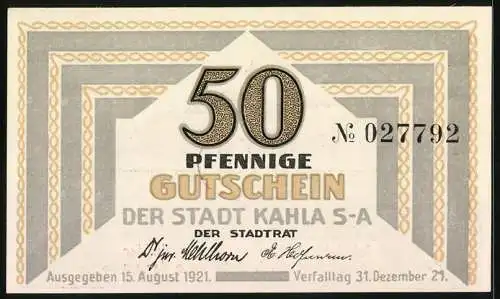 50
PFENNIGE
№ 027792
GUTSCHEIN
DER STADT KAHLA S-A
DER STADTRAT
Ausgegeben 15. August 1921.
Verfalltag 31. Dezember 21.